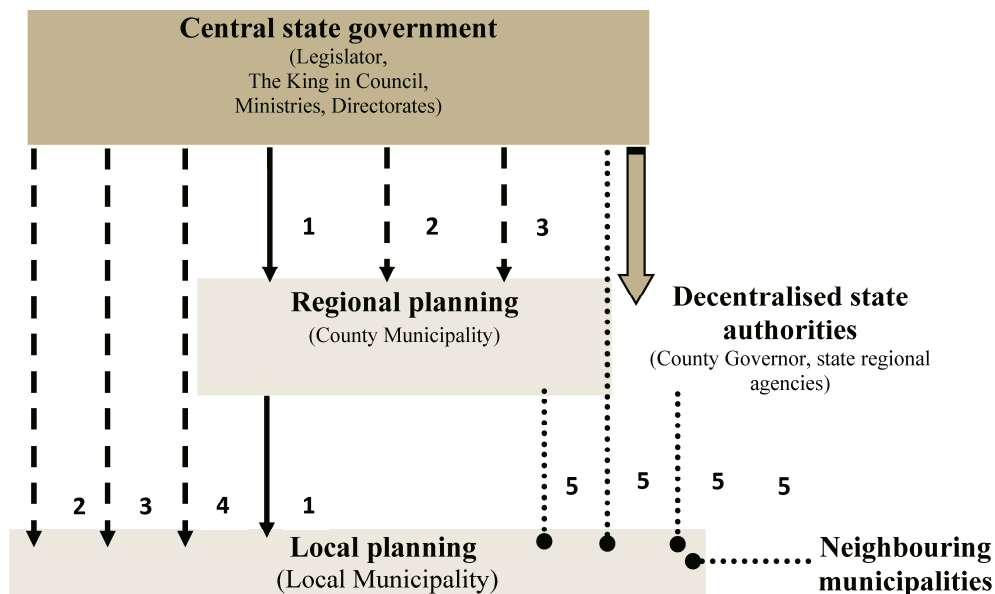 Central state government
(Legislator,
The King in Council,
Ministries, Directorates)
1
2
3
Regional planning
(County Municipality)
Decentralised state
authorities
(County Governor, state regional
agencies)
2
3
4
1
5
5
5
5
Local planning
(Local Municipality)
Neighbouring
municipalities